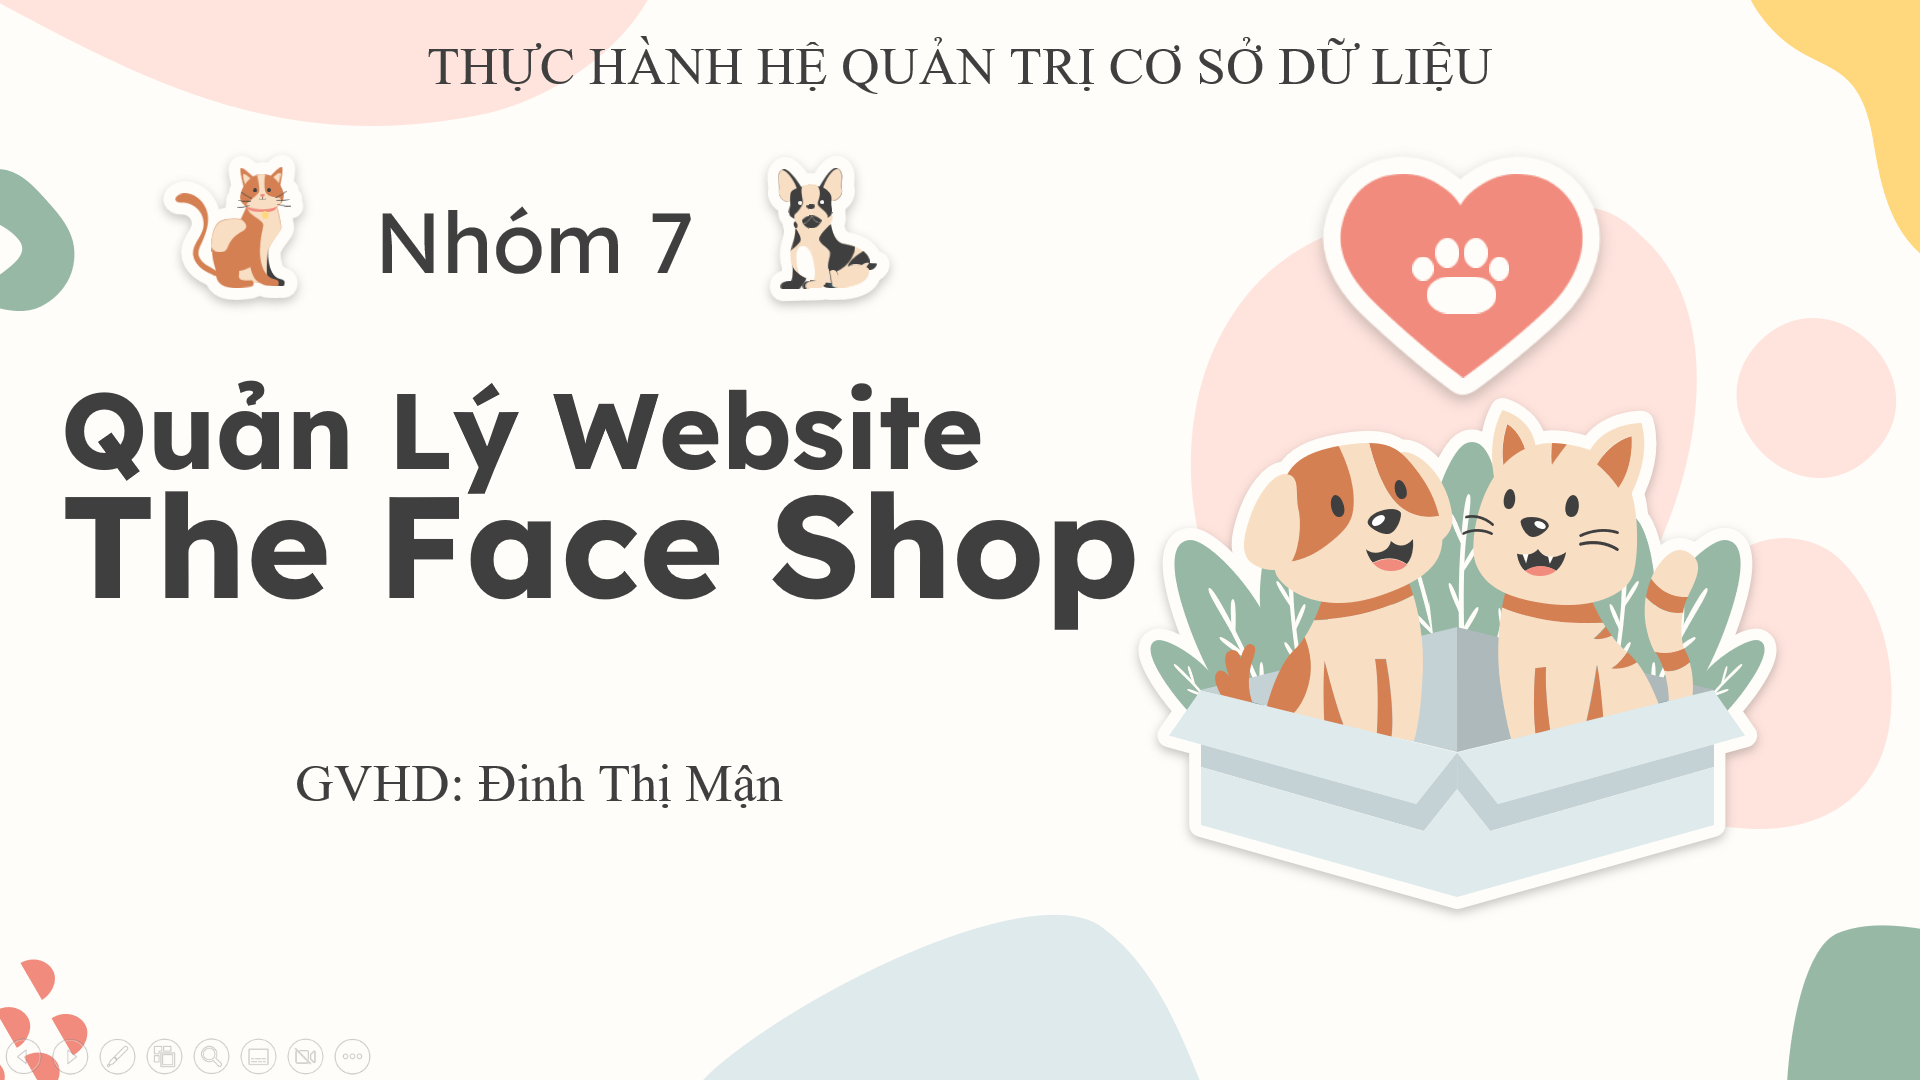 THỰC HÀNH HỆ QUẢN TRỊ CƠ SỞ DỮ LIỆU
Nhóm 7
Quản Lý Website
The Face Shop
GVHD: Đinh Thị Mận